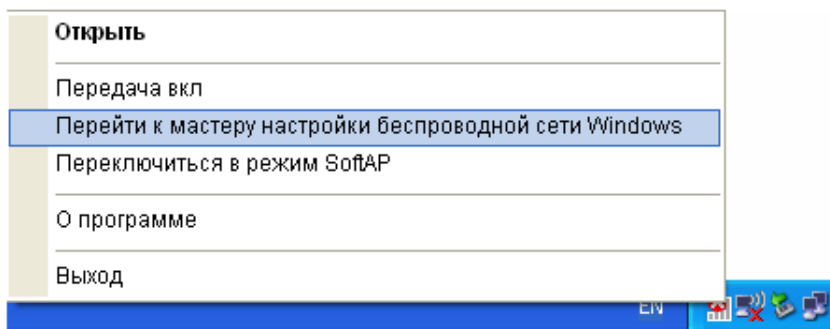 Открыть
Передача вкл
Перейти к мастеру настройки беспроводной сети Windows
Переключиться в режим SoftAP
О программе
Выход
EN